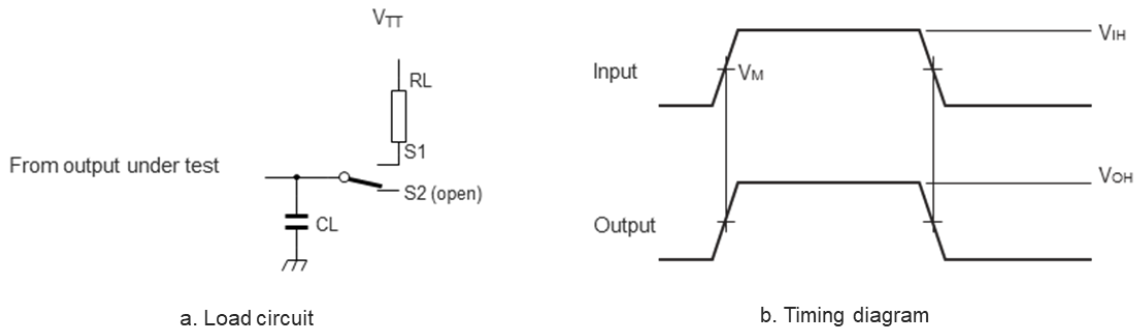 VTT
RL
S1
From output under test
S2 (open)
CL
a. Load circuit
VIH
Input
VM
VOH
Output
b. Timing diagram